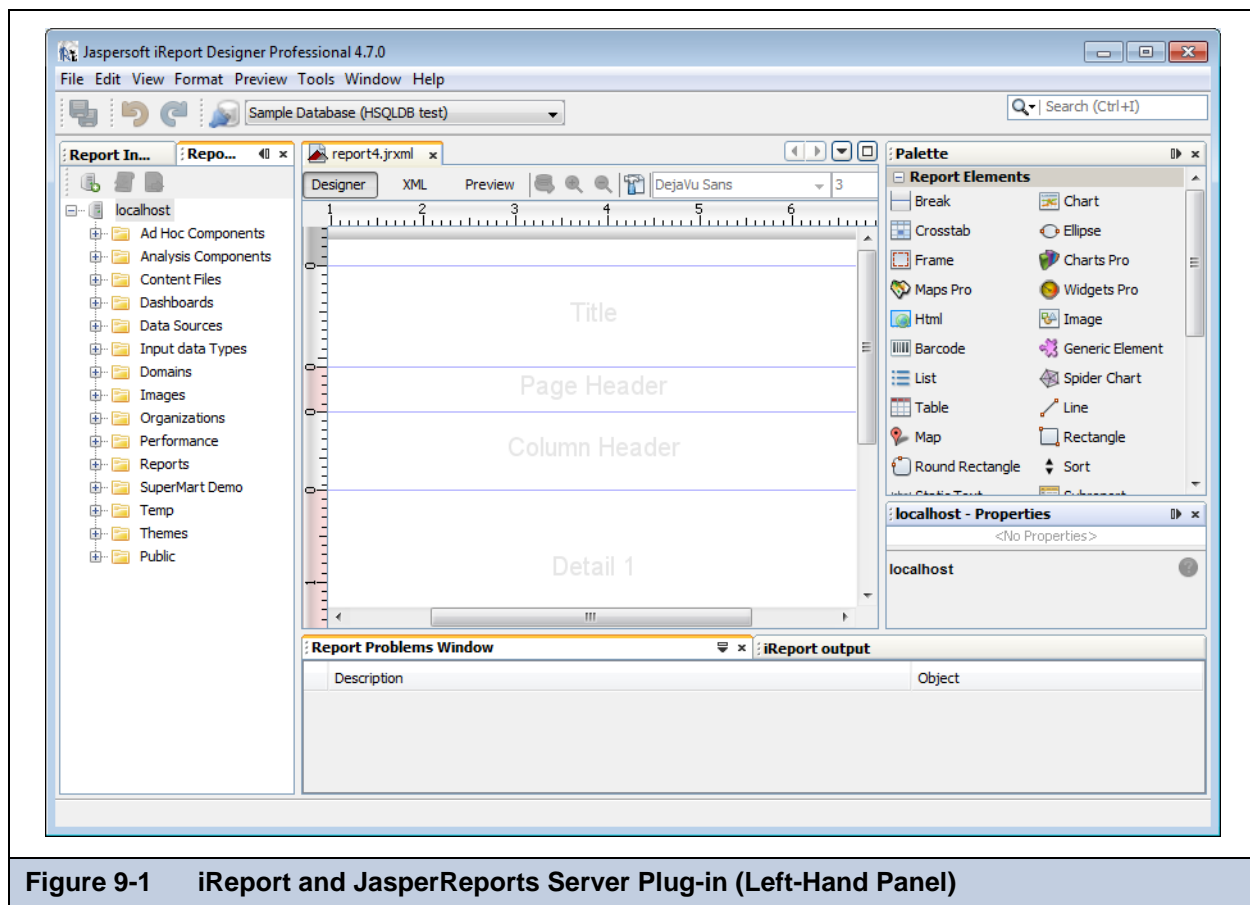 Jaspersoft iReport Designer Professional 4.7.0
File Edit View Format Preview Tools Window Help
Sample Database (HSQLDB test)
Search (Ctrl+I)
Report In...
Repo...
localhost
Ad Hoc Components
Analysis Components
Content Files
Dashboards
Data Sources
Input data Types
Domains
Images
Organizations
Performance
Reports
SuperMart Demo
Temp
Themes
Public
report4.jrxml
Designer XML Preview DejaVu Sans 3
1 2 3 4 5 6
0
Title
0
Page Header
0
Column Header
0
Detail 1
1
Palette
Report Elements
Break Chart
Crosstab Ellipse
Frame Charts Pro
Maps Pro Widgets Pro
Html Image
Barcode Generic Element
List Spider Chart
Table Line
Map Rectangle
Round Rectangle Sort
localhost - Properties
<No Properties>
localhost
Report Problems Window
iReport output
Description Object
Figure 9-1 iReport and JasperReports Server Plug-in (Left-Hand Panel)